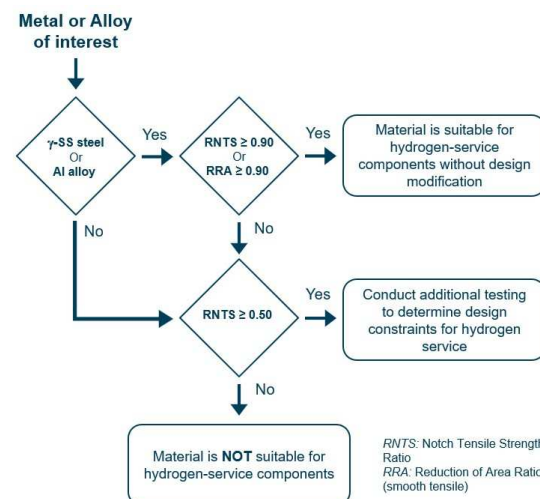 Metal or Alloy
of interest
γ-SS steel
Or
Al alloy
Yes
RNTS ≥ 0.90
Or
RRA ≥ 0.90
Yes
Material is suitable for
hydrogen-service
components without design
modification
No
No
RNTS ≥ 0.50
Yes
Conduct additional testing
to determine design
constraints for hydrogen
service
No
Material is NOT suitable for
hydrogen-service components
RNTS: Notch Tensile Strength
Ratio
RRA: Reduction of Area Ratio
(smooth tensile)